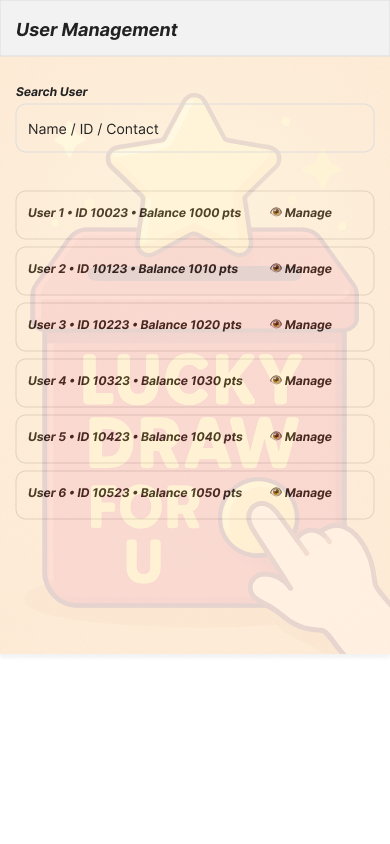 User Management
Search User
Name / ID / Contact
User 1 • ID 10023 • Balance 1000 pts 👁 Manage
User 2 • ID 10123 • Balance 1010 pts 👁 Manage
User 3 • ID 10223 • Balance 1020 pts 👁 Manage
User 4 • ID 10323 • Balance 1030 pts 👁 Manage
User 5 • ID 10423 • Balance 1040 pts 👁 Manage
User 6 • ID 10523 • Balance 1050 pts 👁 Manage
LUCKY
DRAW
FOR
U